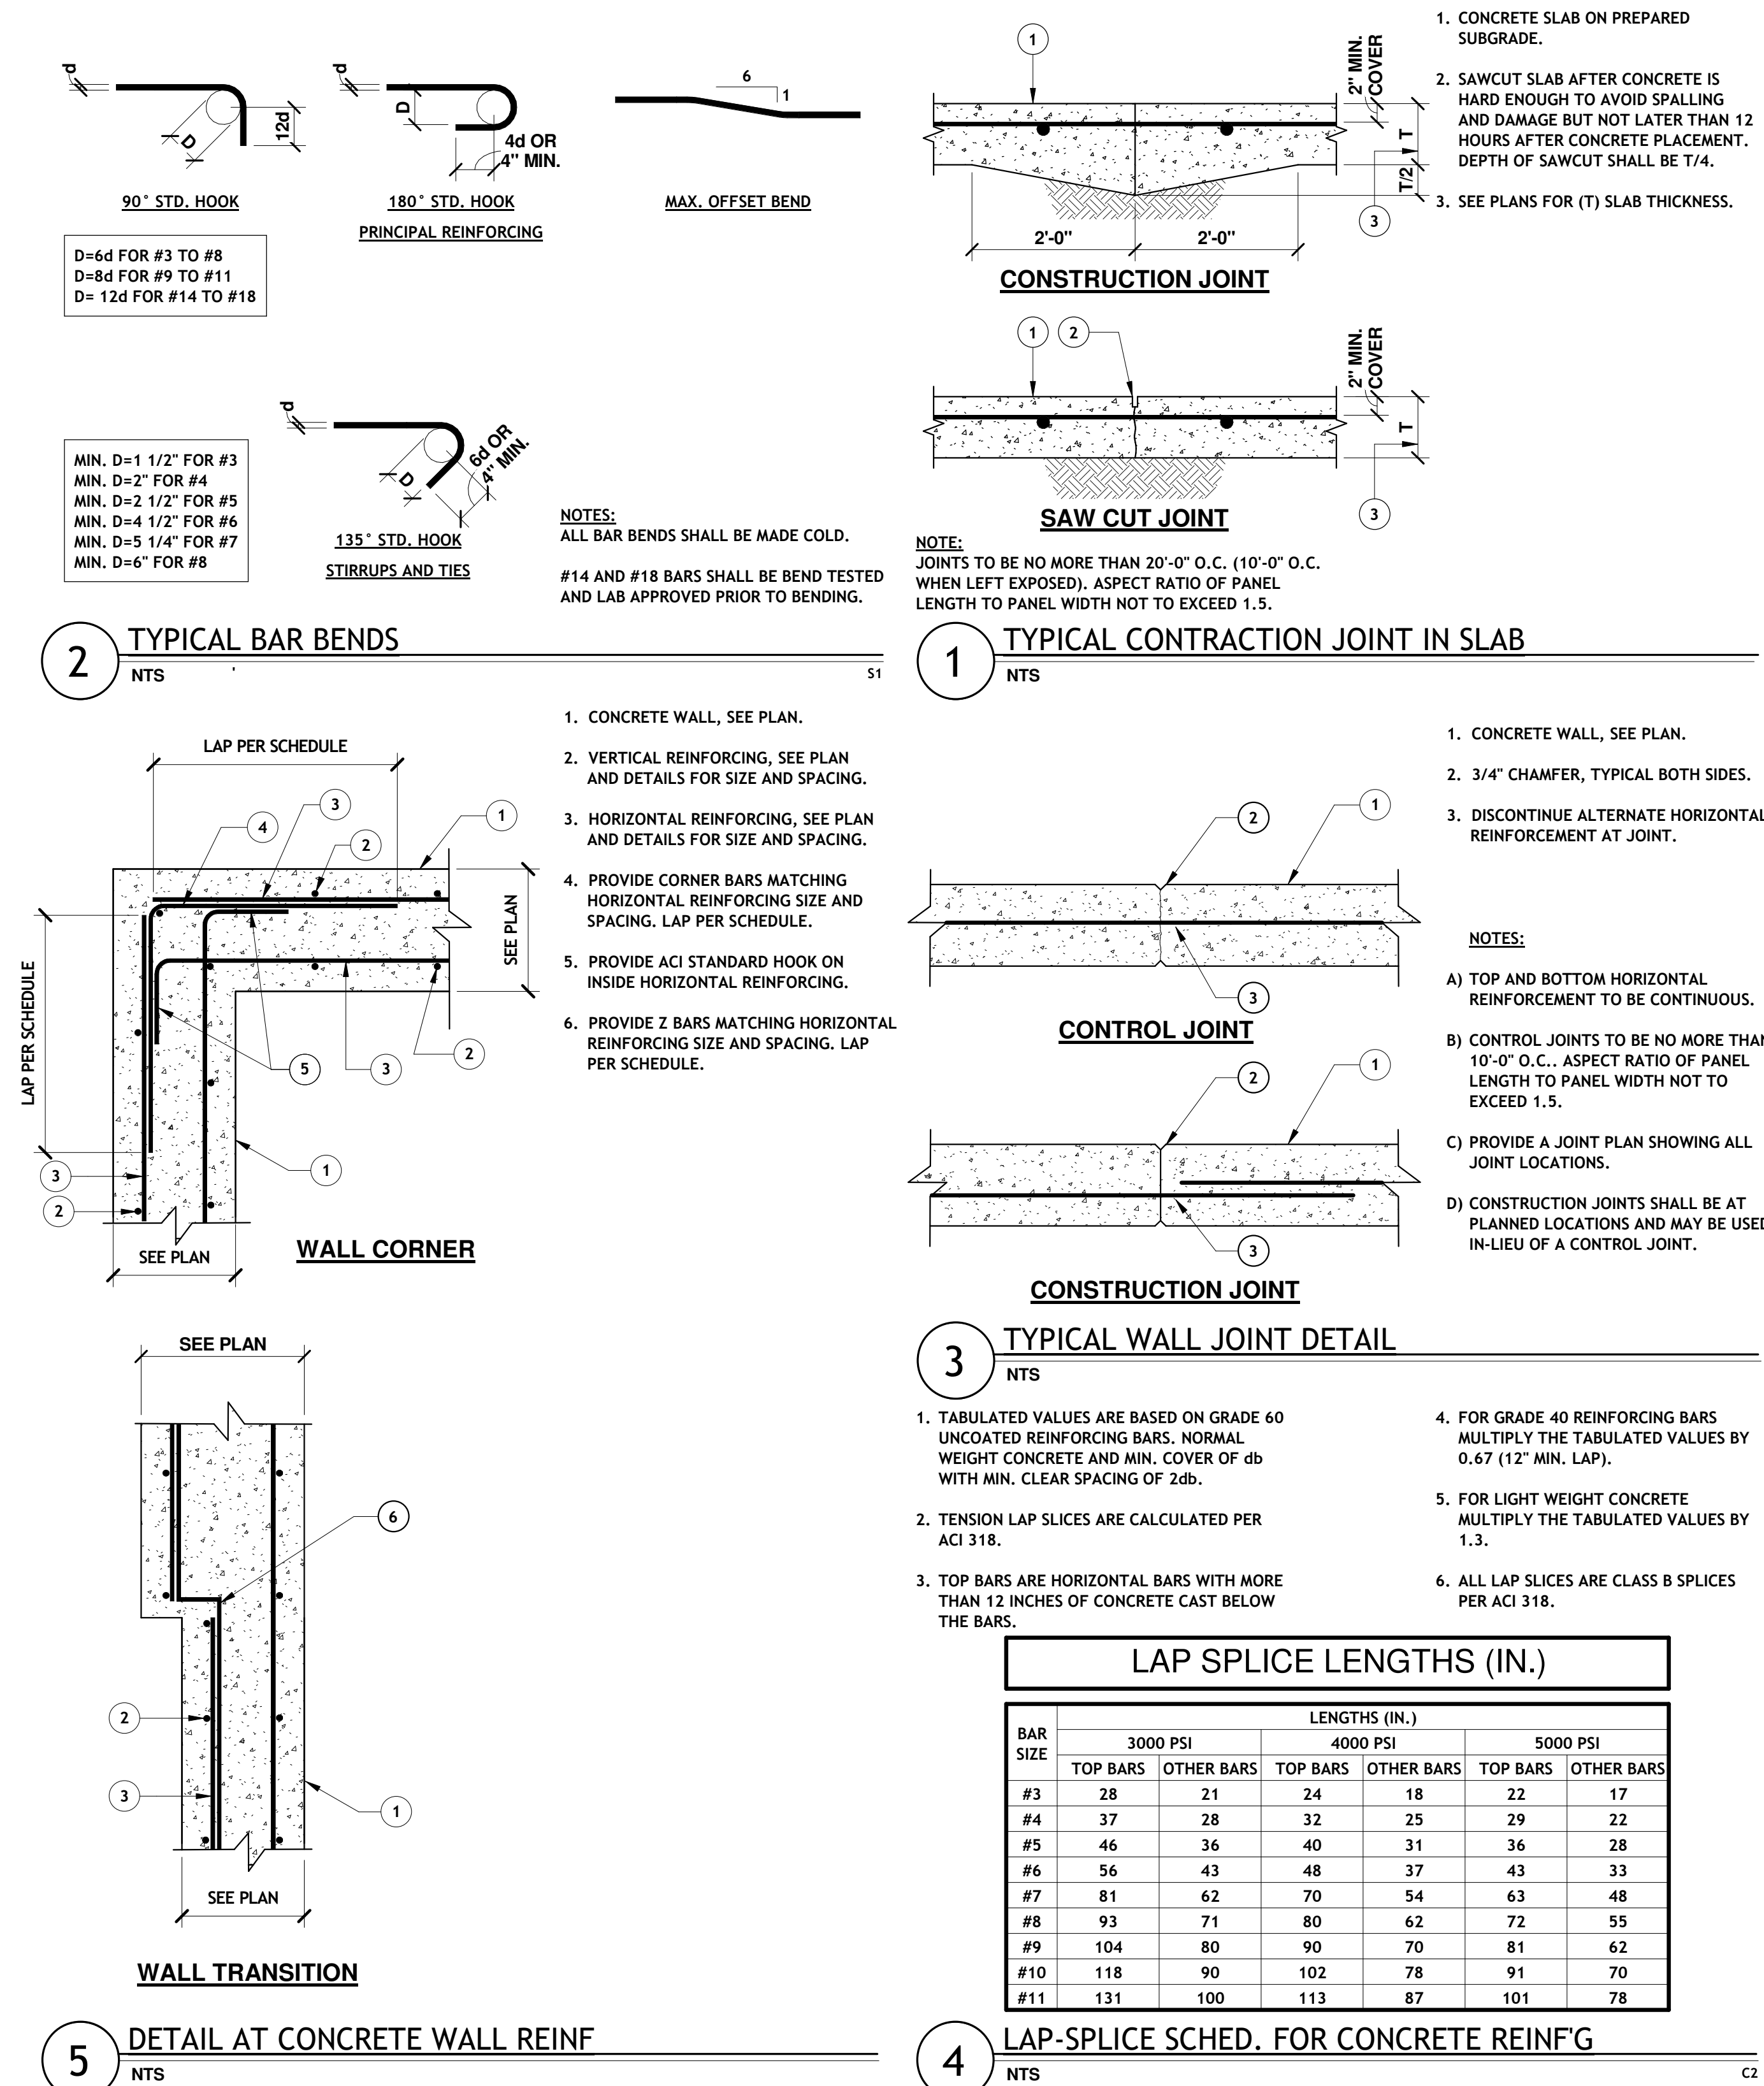 d
12d
D
90° STD. HOOK
d
D
4d OR
4" MIN.
180° STD. HOOK
PRINCIPAL REINFORCING
6
1
MAX. OFFSET BEND
D=6d FOR #3 TO #8
D=8d FOR #9 TO #11
D= 12d FOR #14 TO #18
MIN. D=1 1/2" FOR #3
MIN. D=2" FOR #4
MIN. D=2 1/2" FOR #5
MIN. D=4 1/2" FOR #6
MIN. D=5 1/4" FOR #7
MIN. D=6" FOR #8
d
D
6d OR
4" MIN.
135° STD. HOOK
STIRRUPS AND TIES
NOTES:
ALL BAR BENDS SHALL BE MADE COLD.
#14 AND #18 BARS SHALL BE BEND TESTED
AND LAB APPROVED PRIOR TO BENDING.
2
TYPICAL BAR BENDS
NTS
S1
1
2" MIN.
COVER
T
T/2
3
2'-0"
2'-0"
CONSTRUCTION JOINT
1
2
2" MIN.
COVER
T
3
SAW CUT JOINT
NOTE:
JOINTS TO BE NO MORE THAN 20'-0" O.C. (10'-0" O.C.
WHEN LEFT EXPOSED). ASPECT RATIO OF PANEL
LENGTH TO PANEL WIDTH NOT TO EXCEED 1.5.
1. CONCRETE SLAB ON PREPARED
SUBGRADE.
2. SAWCUT SLAB AFTER CONCRETE IS
HARD ENOUGH TO AVOID SPALLING
AND DAMAGE BUT NOT LATER THAN 12
HOURS AFTER CONCRETE PLACEMENT.
DEPTH OF SAWCUT SHALL BE T/4.
3. SEE PLANS FOR (T) SLAB THICKNESS.
1
TYPICAL CONTRACTION JOINT IN SLAB
NTS
LAP PER SCHEDULE
3
4
2
1
SEE PLAN
LAP PER SCHEDULE
5
3
2
1
3
2
SEE PLAN
WALL CORNER
1. CONCRETE WALL, SEE PLAN.
2. VERTICAL REINFORCING, SEE PLAN
AND DETAILS FOR SIZE AND SPACING.
3. HORIZONTAL REINFORCING, SEE PLAN
AND DETAILS FOR SIZE AND SPACING.
4. PROVIDE CORNER BARS MATCHING
HORIZONTAL REINFORCING SIZE AND
SPACING. LAP PER SCHEDULE.
5. PROVIDE ACI STANDARD HOOK ON
INSIDE HORIZONTAL REINFORCING.
6. PROVIDE Z BARS MATCHING HORIZONTAL
REINFORCING SIZE AND SPACING. LAP
PER SCHEDULE.
SEE PLAN
6
2
3
1
SEE PLAN
WALL TRANSITION
5
DETAIL AT CONCRETE WALL REINF
NTS
2
1
3
CONTROL JOINT
2
1
3
CONSTRUCTION JOINT
1. CONCRETE WALL, SEE PLAN.
2. 3/4" CHAMFER, TYPICAL BOTH SIDES.
3. DISCONTINUE ALTERNATE HORIZONTAL
REINFORCEMENT AT JOINT.
NOTES:
A) TOP AND BOTTOM HORIZONTAL
REINFORCEMENT TO BE CONTINUOUS.
B) CONTROL JOINTS TO BE NO MORE THAN
10'-0" O.C.. ASPECT RATIO OF PANEL
LENGTH TO PANEL WIDTH NOT TO
EXCEED 1.5.
C) PROVIDE A JOINT PLAN SHOWING ALL
JOINT LOCATIONS.
D) CONSTRUCTION JOINTS SHALL BE AT
PLANNED LOCATIONS AND MAY BE USED
IN-LIEU OF A CONTROL JOINT.
3
TYPICAL WALL JOINT DETAIL
NTS
1. TABULATED VALUES ARE BASED ON GRADE 60
UNCOATED REINFORCING BARS. NORMAL
WEIGHT CONCRETE AND MIN. COVER OF db
WITH MIN. CLEAR SPACING OF 2db.
2. TENSION LAP SLICES ARE CALCULATED PER
ACI 318.
3. TOP BARS ARE HORIZONTAL BARS WITH MORE
THAN 12 INCHES OF CONCRETE CAST BELOW
THE BARS.
4. FOR GRADE 40 REINFORCING BARS
MULTIPLY THE TABULATED VALUES BY
0.67 (12" MIN. LAP).
5. FOR LIGHT WEIGHT CONCRETE
MULTIPLY THE TABULATED VALUES BY
1.3.
6. ALL LAP SLICES ARE CLASS B SPLICES
PER ACI 318.
LAP SPLICE LENGTHS (IN.)
BAR SIZE LENGTHS (IN.)
3000 PSI 4000 PSI 5000 PSI
TOP BARS OTHER BARS TOP BARS OTHER BARS TOP BARS OTHER BARS
#3 28 21 24 18 22 17
#4 37 28 32 25 29 22
#5 46 36 40 31 36 28
#6 56 43 48 37 43 33
#7 81 62 70 54 63 48
#8 93 71 80 62 72 55
#9 104 80 90 70 81 62
#10 118 90 102 78 91 70
#11 131 100 113 87 101 78
4
LAP-SPLICE SCHED. FOR CONCRETE REINF'G
NTS
C2